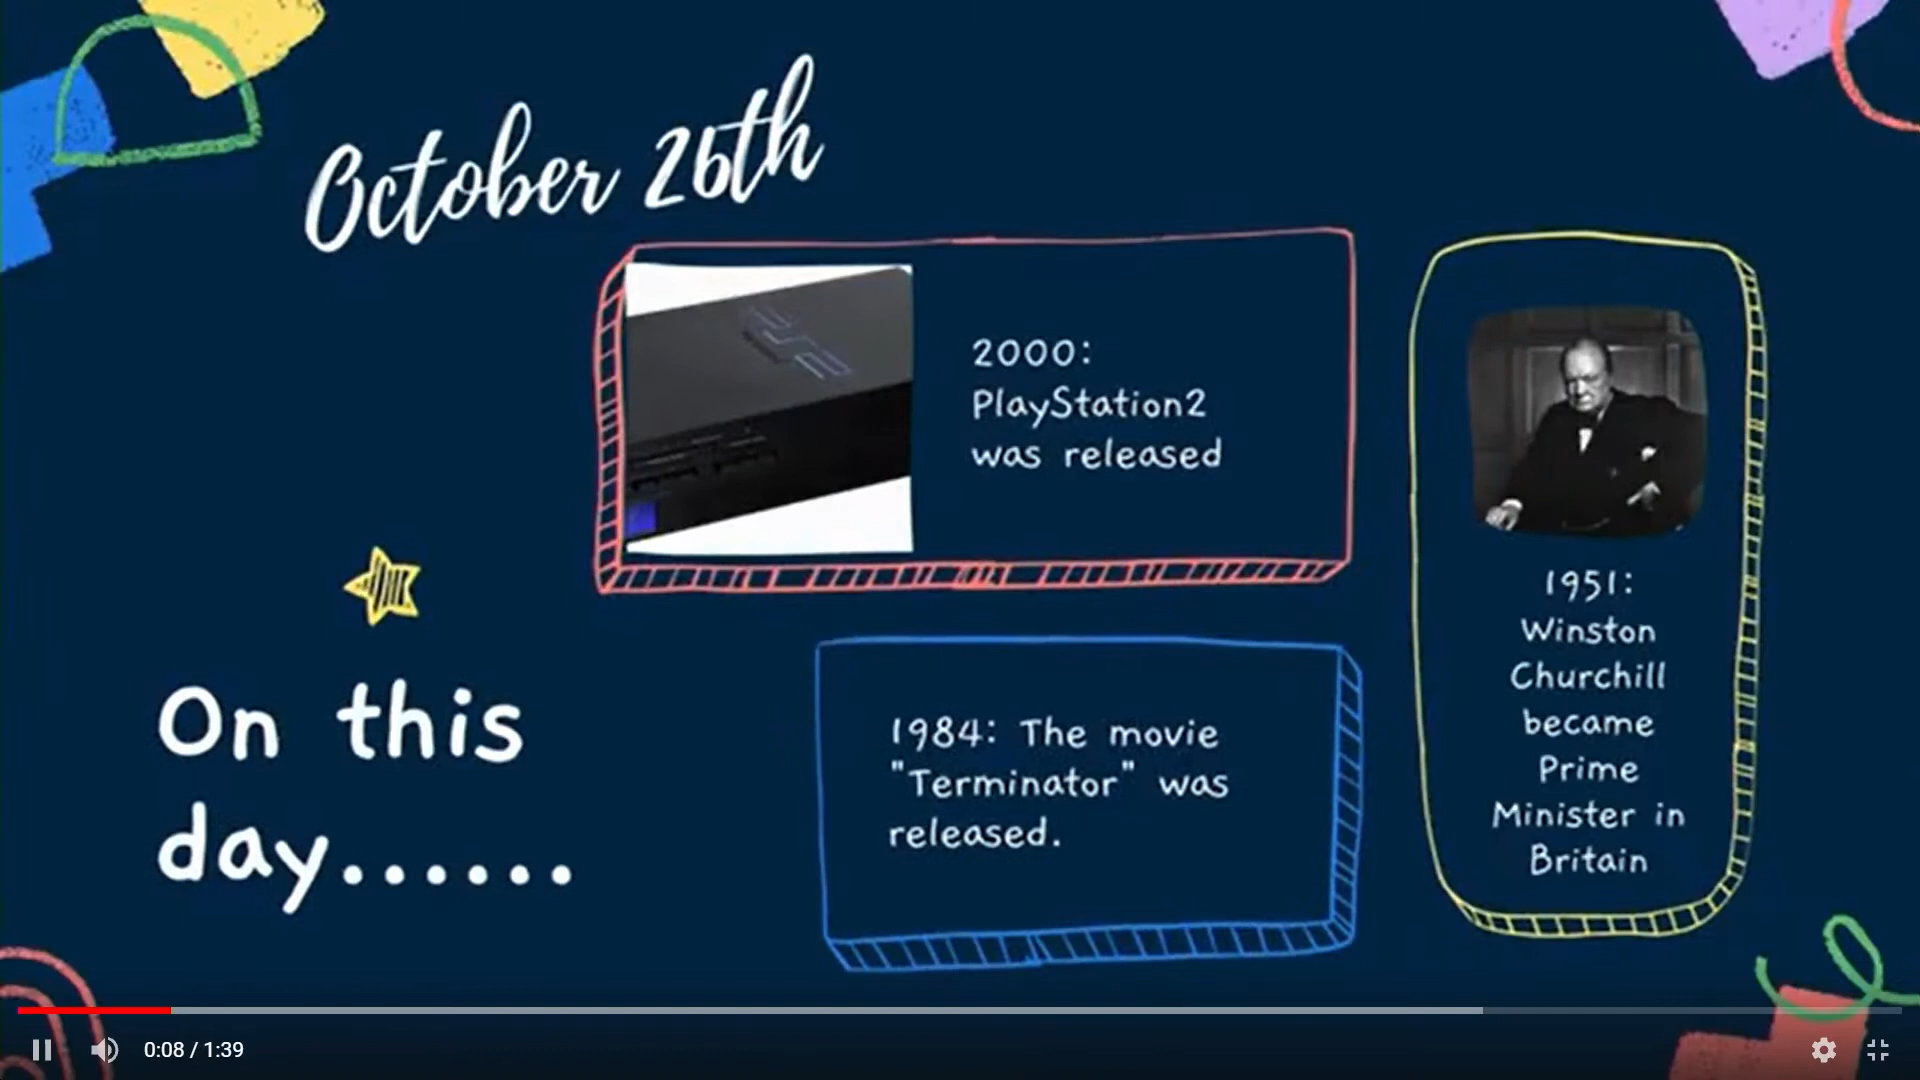 October 26th
PS2
2000:
PlayStation2
was released
1951:
Winston
Churchill
became
Prime
Minister in
Britain
On this
day......
1984: The movie
"Terminator" was
released.
0:08 / 1:39